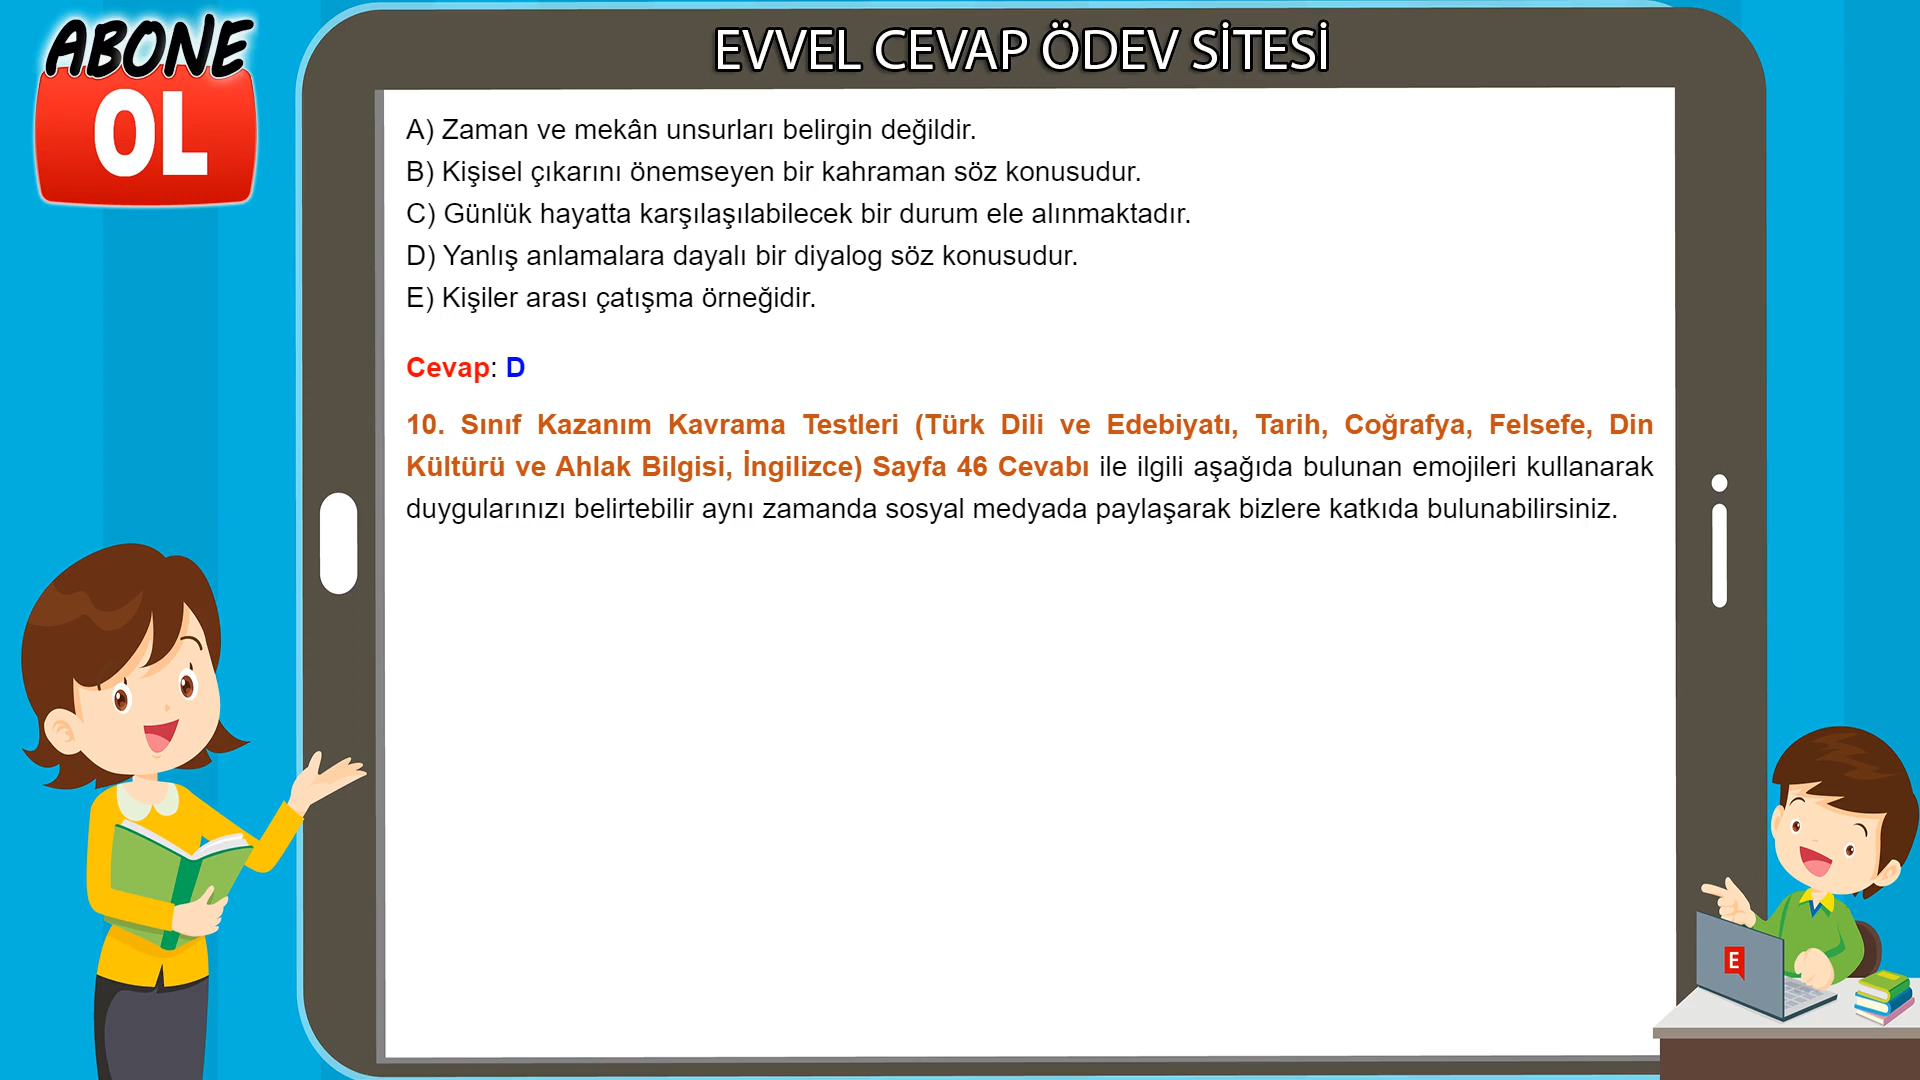 ABONE
OL
EVVEL CEVAP ÖDEV SİTESİ
A) Zaman ve mekân unsurları belirgin değildir.
B) Kişisel çıkarını önemseyen bir kahraman söz konusudur.
C) Günlük hayatta karşılaşılabilecek bir durum ele alınmaktadır.
D) Yanlış anlamalara dayalı bir diyalog söz konusudur.
E) Kişiler arası çatışma örneğidir.
Cevap: D
10. Sınıf Kazanım Kavrama Testleri (Türk Dili ve Edebiyatı, Tarih, Coğrafya, Felsefe, Din
Kültürü ve Ahlak Bilgisi, İngilizce) Sayfa 46 Cevabı ile ilgili aşağıda bulunan emojileri kullanarak
duygularınızı belirtebilir aynı zamanda sosyal medyada paylaşarak bizlere katkıda bulunabilirsiniz.
E